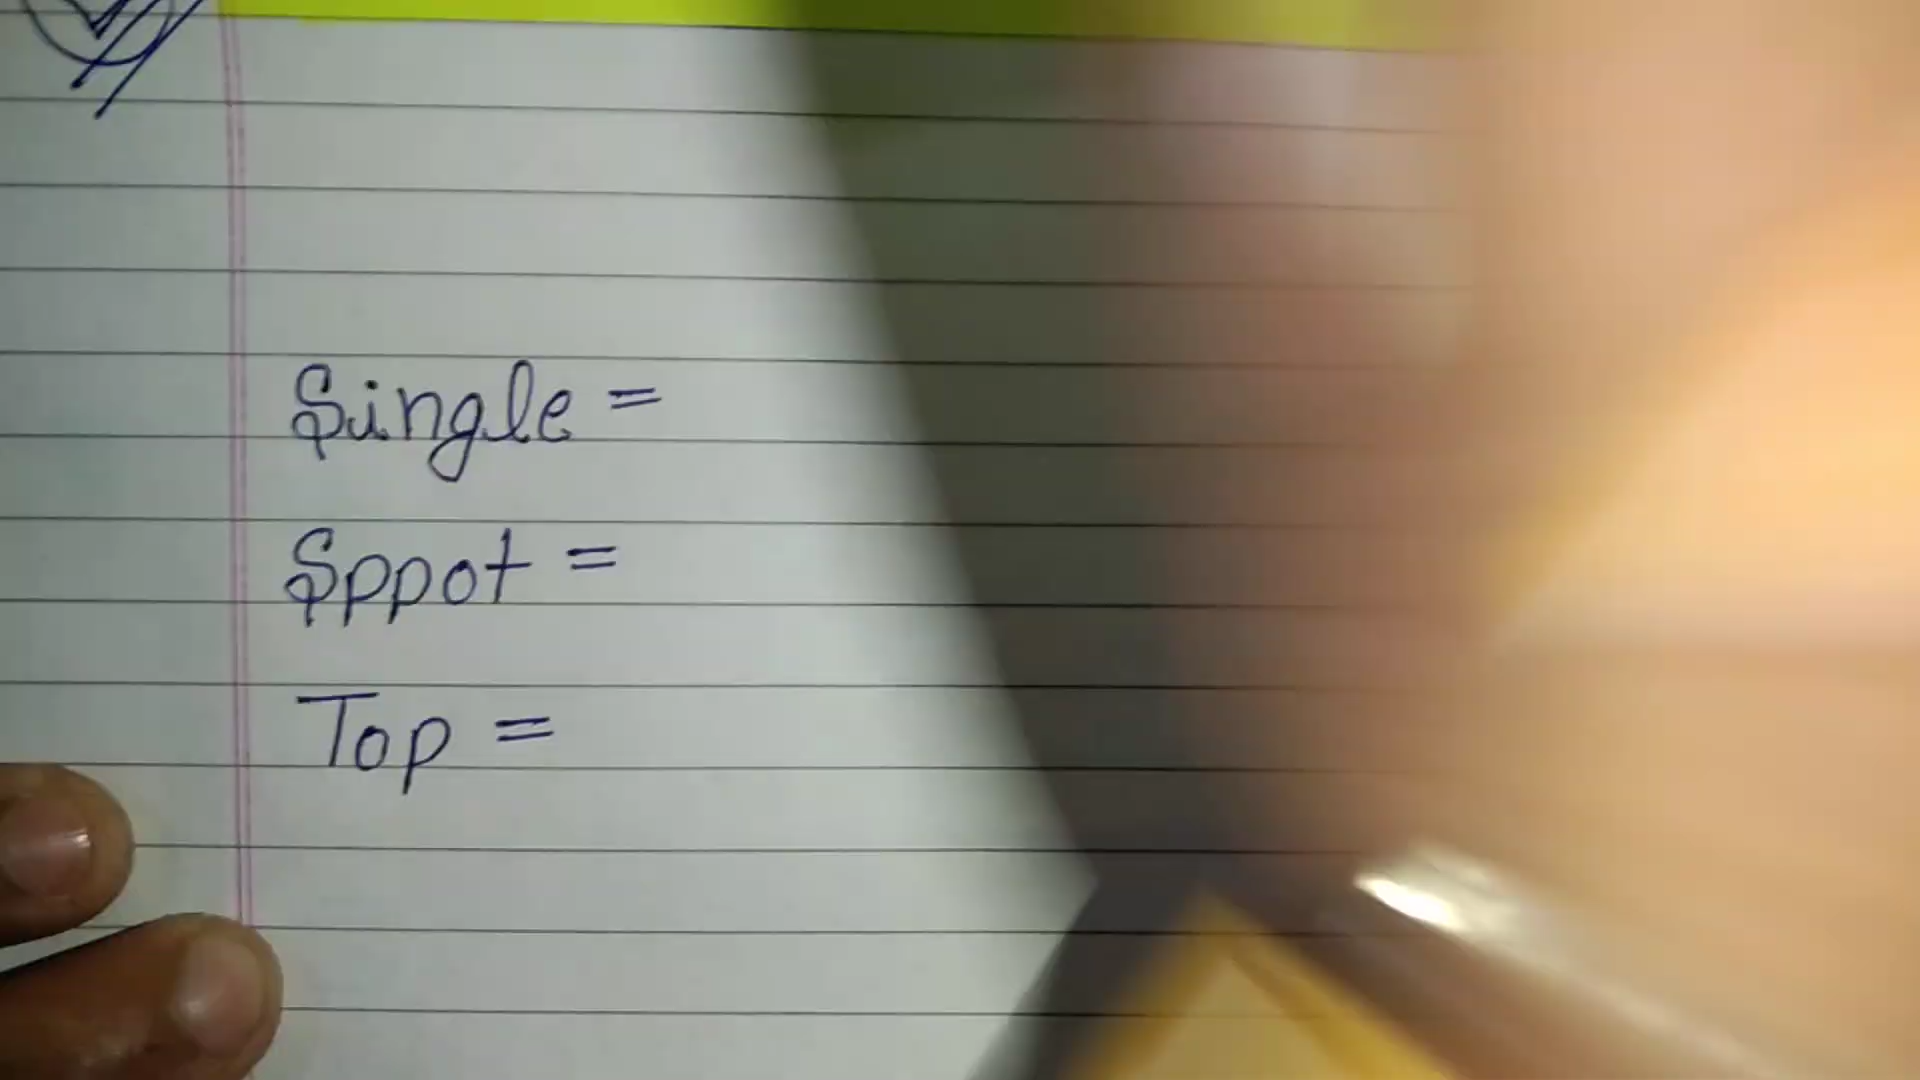 Single =
Sppot =
Top =